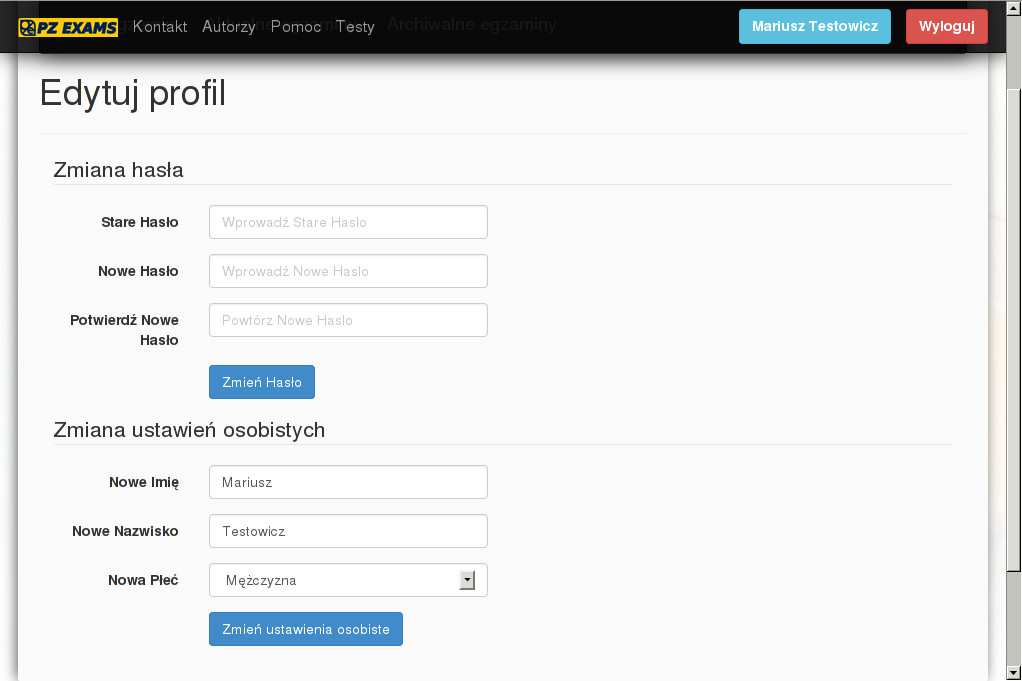 PZ EXAMS Kontakt Autorzy Pomoc Testy Mariusz Testowicz Wyloguj
Archiwalne egzaminy
Edytuj profil
Zmiana hasła
Stare Hasło Wprowadź Stare Haslo
Nowe Hasło Wprowadź Nowe Haslo
Potwierdź Nowe Hasło Powtórz Nowe Haslo
Zmień Hasło
Zmiana ustawień osobistych
Nowe Imię Mariusz
Nowe Nazwisko Testowicz
Nowa Płeć Mężczyzna
Zmień ustawienia osobiste